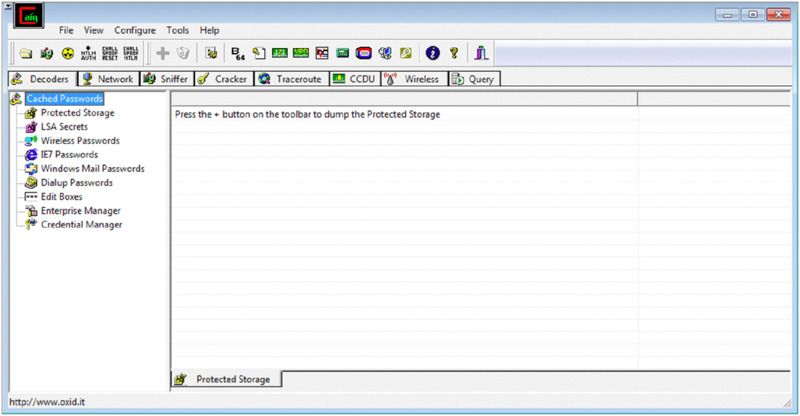 Cain
File View Configure Tools Help
NTLM AUTH CHALL SPOOF RESET CHALL SPOOF NTLM B 64
Decoders Network Sniffer Cracker Traceroute CCDU Wireless Query
Cached Passwords
Protected Storage
LSA Secrets
Wireless Passwords
IE7 Passwords
Windows Mail Passwords
Dialup Passwords
Edit Boxes
Enterprise Manager
Credential Manager
Press the + button on the toolbar to dump the Protected Storage
Protected Storage
http://www.oxid.it